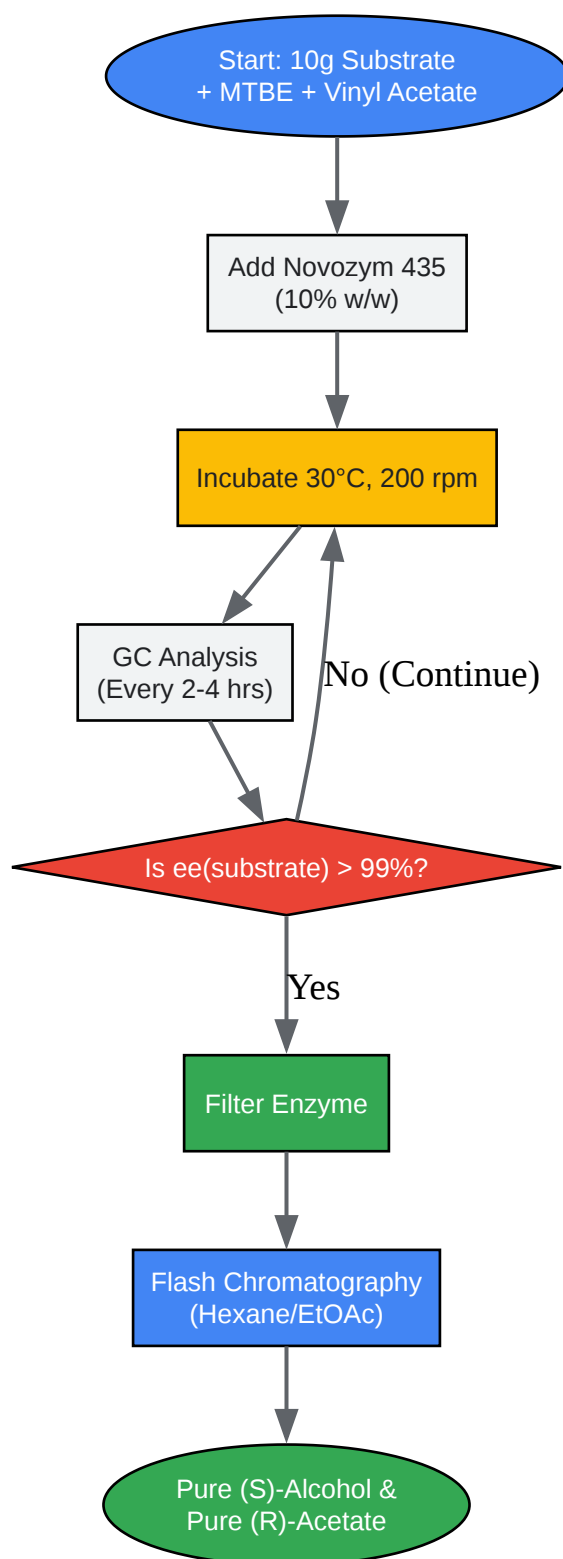 Start: 10g Substrate
+ MTBE + Vinyl Acetate
Add Novozym 435
(10% w/w)
Incubate 30°C, 200 rpm
GC Analysis
(Every 2-4 hrs)
No (Continue)
Is ee(substrate) > 99%?
Yes
Filter Enzyme
Flash Chromatography
(Hexane/EtOAc)
Pure (S)-Alcohol &
Pure (R)-Acetate